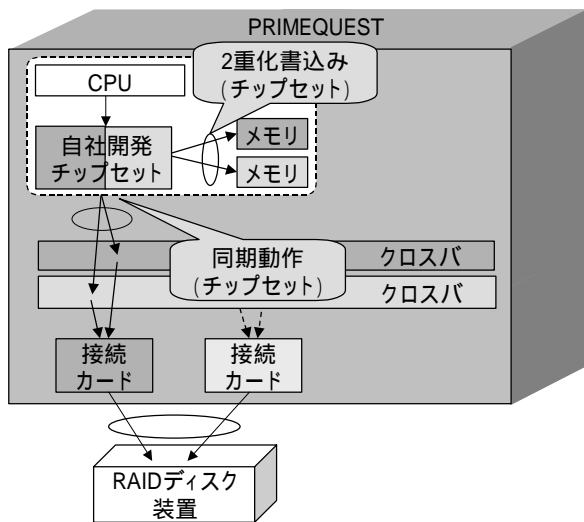 PRIMEQUEST
2重化書込み
(チップセット)
CPU
自社開発
チップセット
メモリ
メモリ
同期動作
(チップセット)
クロスバ
クロスバ
接続
カード
接続
カード
RAIDディスク
装置